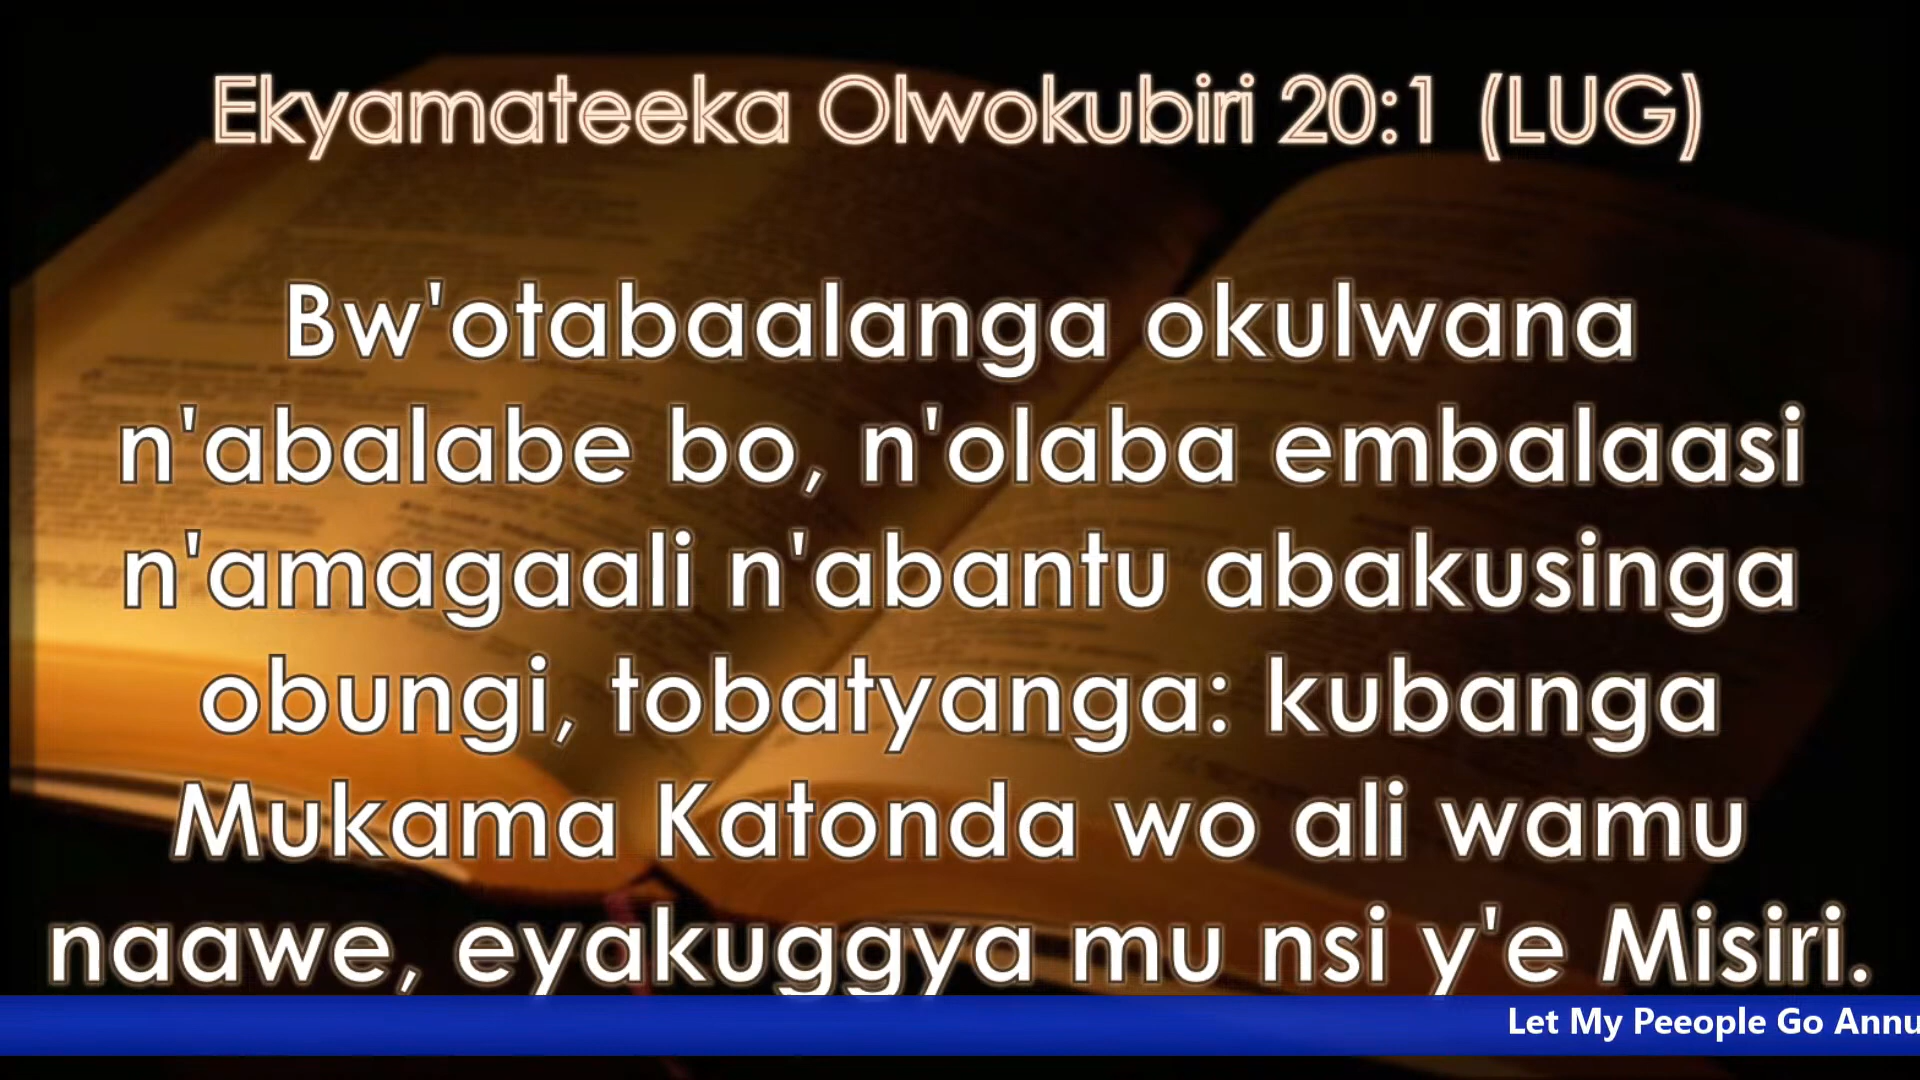 Ekyamateeka Olwokubiri 20:1 (LUG)
Bw'otabaalanga okulwana
n'abalabe bo, n'olaba embalaasi
n'amagaali n'abantu abakusinga
obungi, tobatyanga: kubanga
Mukama Katonda wo ali wamu
naawe, eyakuggya mu nsi y'e Misiri.
Let My Peeople Go Annu